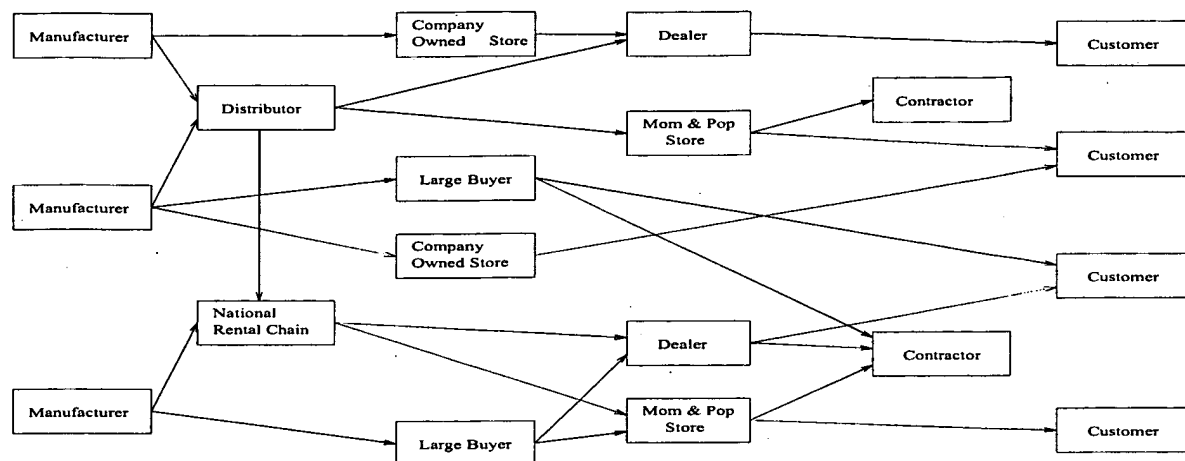 Manufacturer
Company
Owned Store
Dealer
Customer
Distributor
Contractor
Mom & Pop
Store
Customer
Manufacturer
Large Buyer
Company
Owned Store
Customer
National
Rental Chain
Dealer
Contractor
Manufacturer
Large Buyer
Mom & Pop
Store
Customer